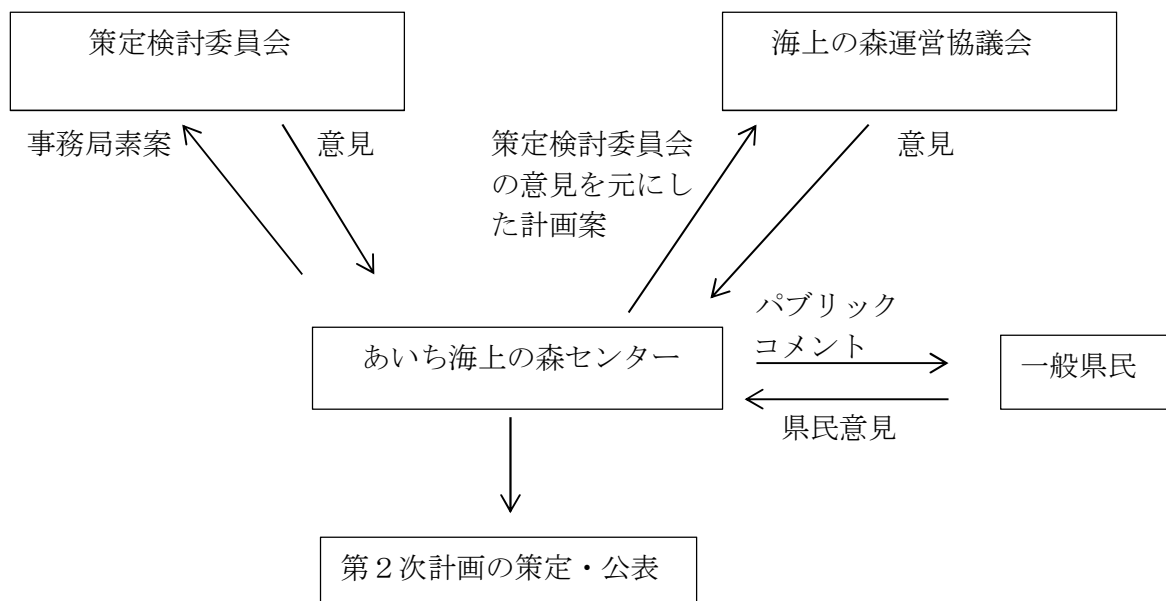 策定検討委員会
海上の森運営協議会
事務局素案
意見
策定検討委員会
の意見を元にし
た計画案
意見
パブリック
コメント
あいち海上の森センター
一般県民
県民意見
第2次計画の策定・公表